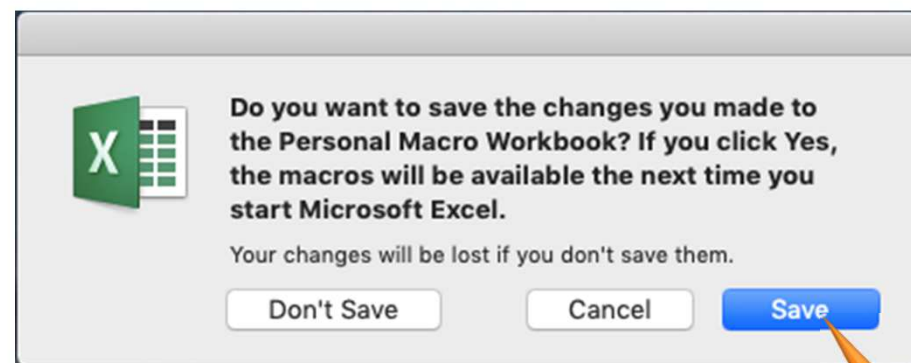 Do you want to save the changes you made to
the Personal Macro Workbook? If you click Yes,
the macros will be available the next time you
start Microsoft Excel.
Your changes will be lost if you don't save them.
Don't Save Cancel Save
X